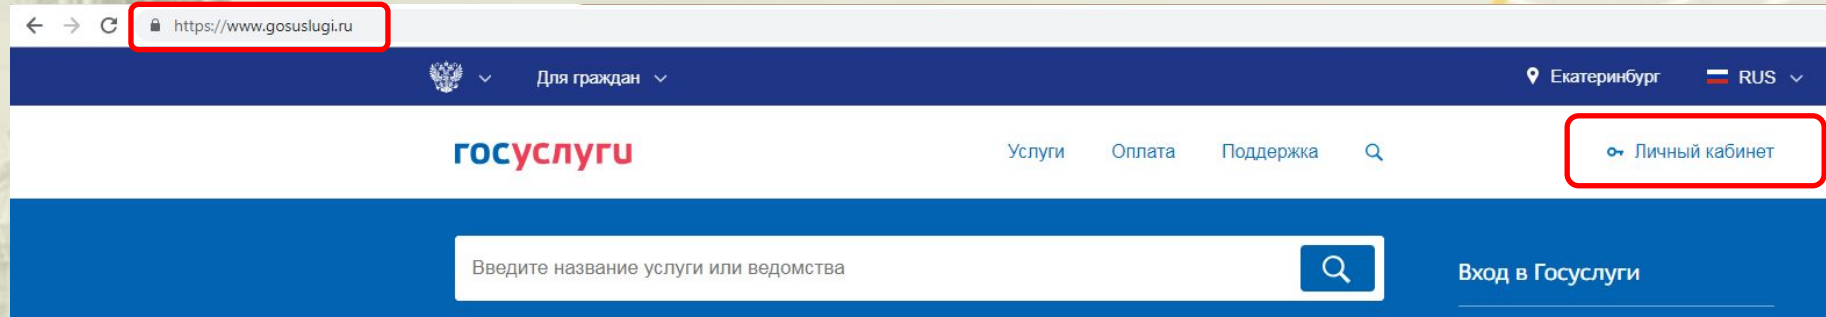 https://www.gosuslugi.ru
Для граждан
Екатеринбург
RUS
госуслуги
Услуги
Оплата
Поддержка
Личный кабинет
Введите название услуги или ведомства
Вход в Госуслуги